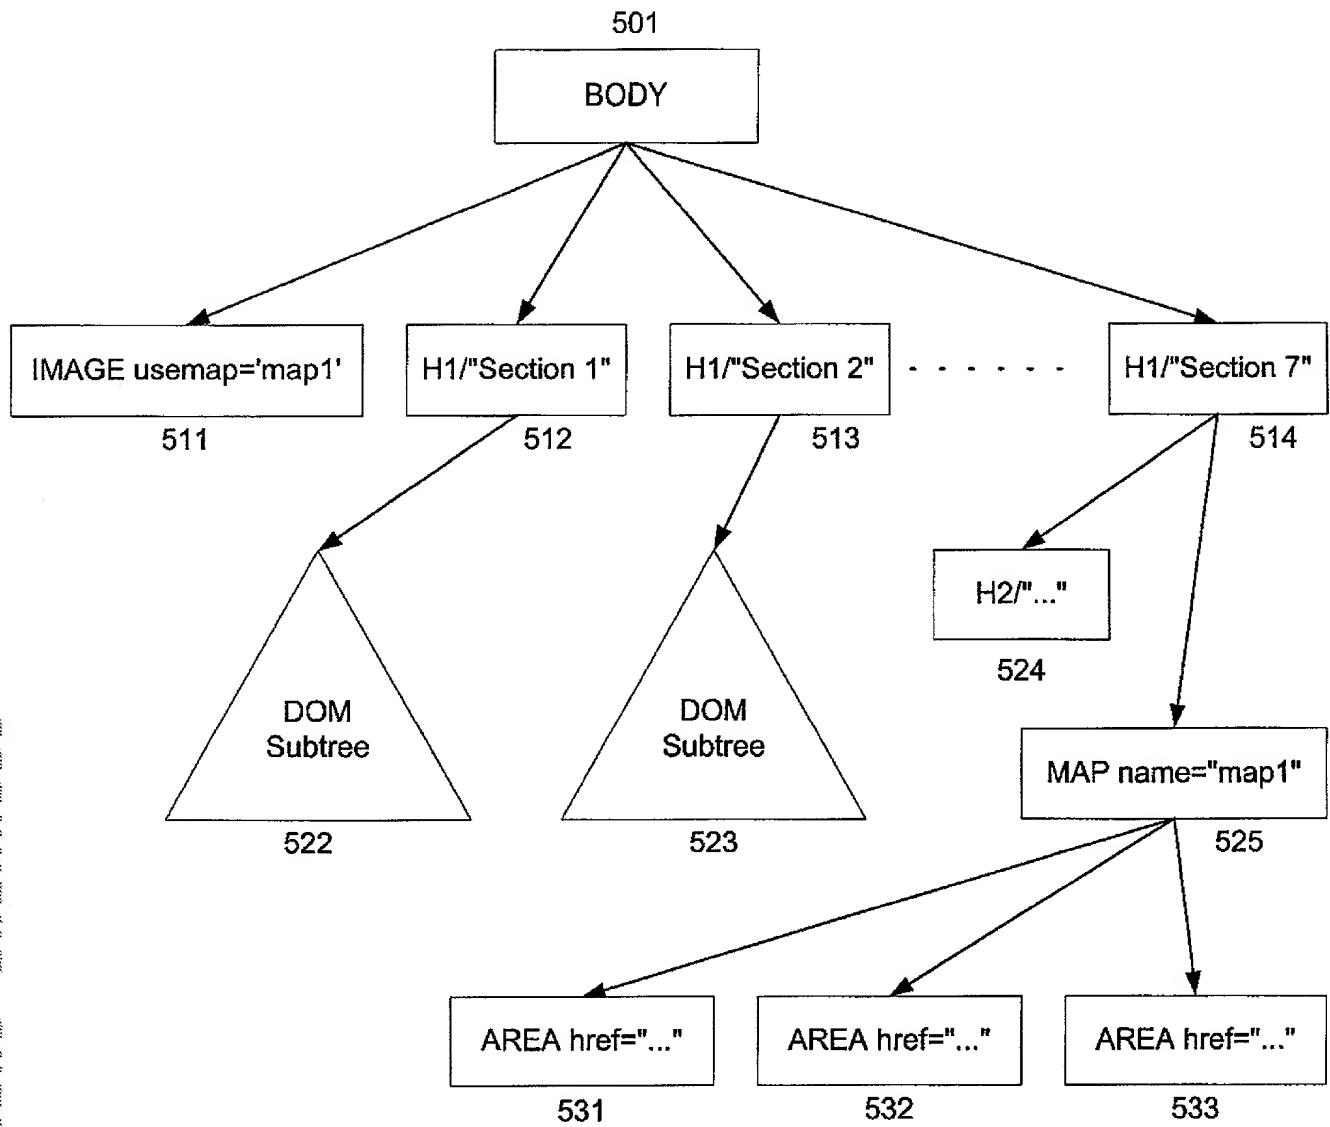 501
BODY
IMAGE usemap='map1'
H1/"Section 1"
H1/"Section 2"
. . . . . . .
H1/"Section 7"
511
512
513
514
H2/"..."
524
DOM
Subtree
DOM
Subtree
MAP name="map1"
522
523
525
AREA href="..."
AREA href="..."
AREA href="..."
531
532
533